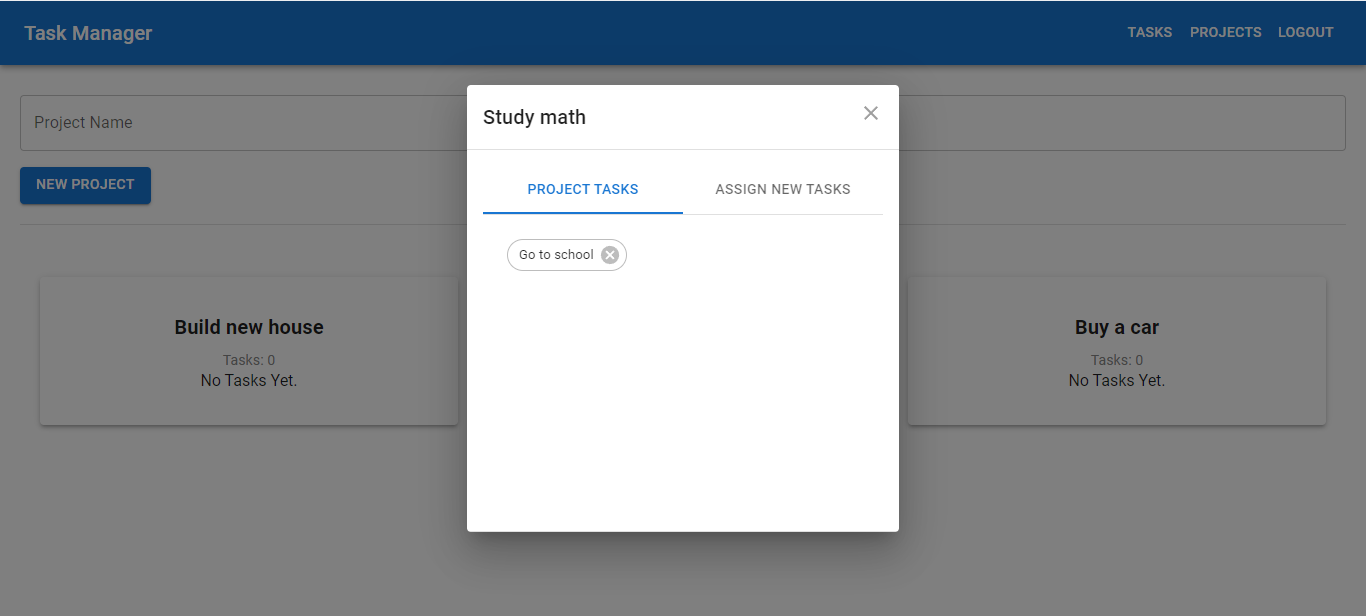 Task Manager
TASKS PROJECTS LOGOUT
Project Name
NEW PROJECT
Study math
PROJECT TASKS ASSIGN NEW TASKS
Go to school
Build new house
Tasks: 0
No Tasks Yet.
Buy a car
Tasks: 0
No Tasks Yet.